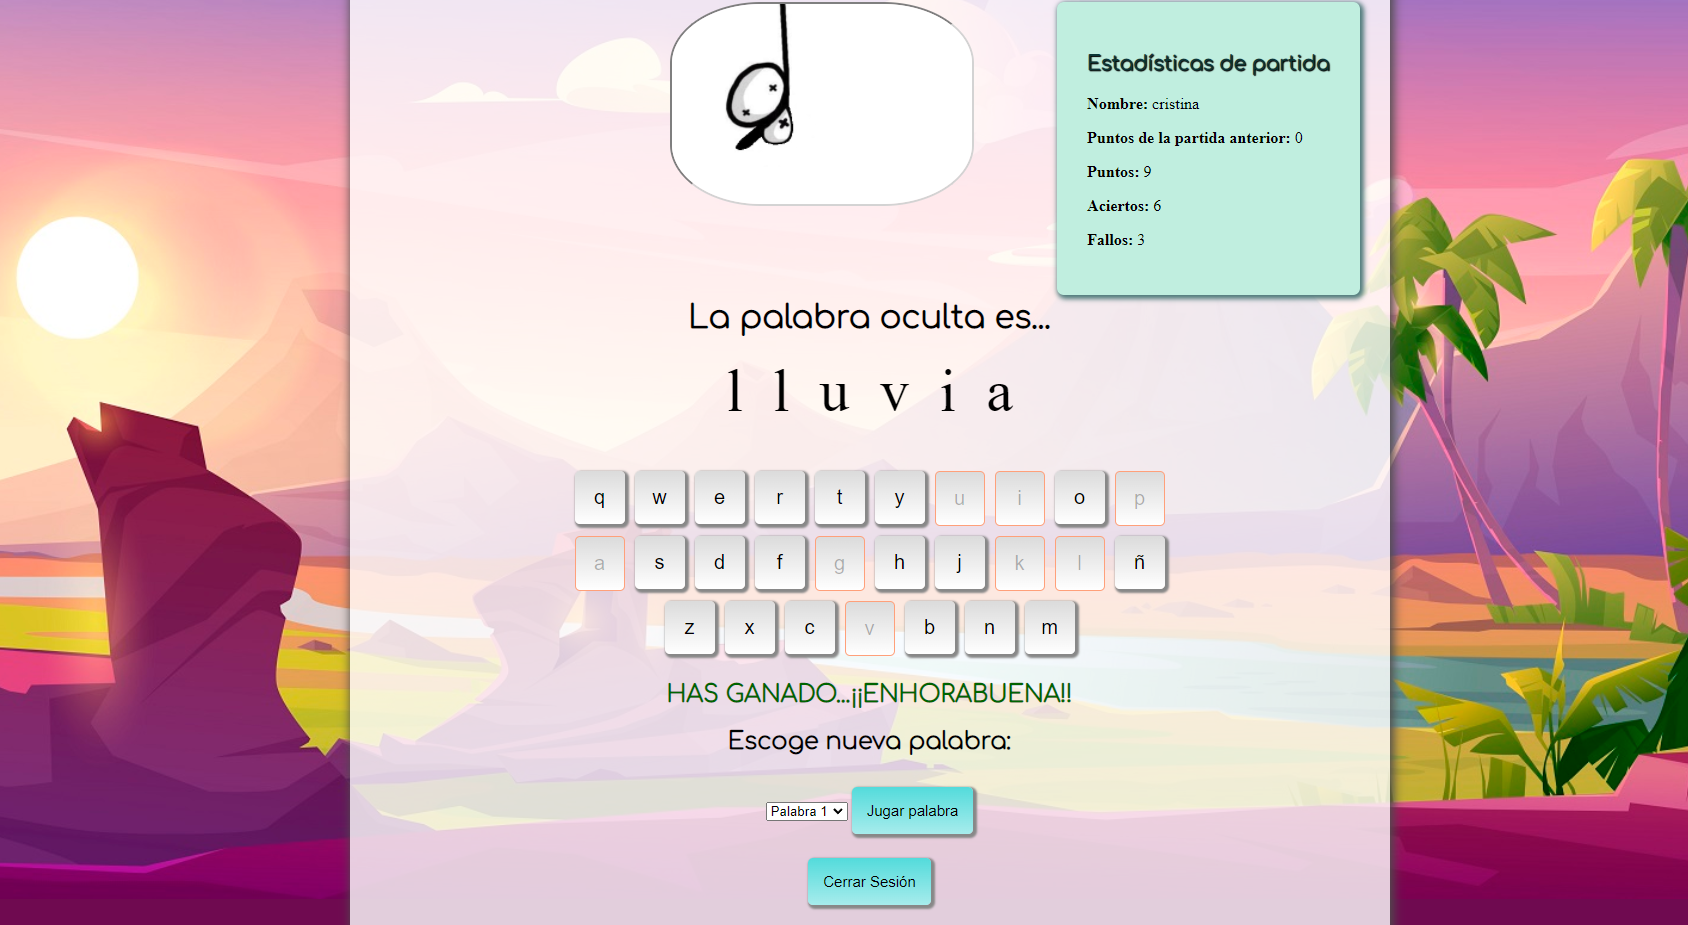 Estadísticas de partida
Nombre: cristina
Puntos de la partida anterior: 0
Puntos: 9
Aciertos: 6
Fallos: 3
La palabra oculta es...
l l u v i a
q w e r t y u i o p
a s d f g h j k l ñ
z x c v b n m
HAS GANADO...¡¡ENHORABUENA!!
Escoge nueva palabra:
Palabra 1 Jugar palabra
Cerrar Sesión